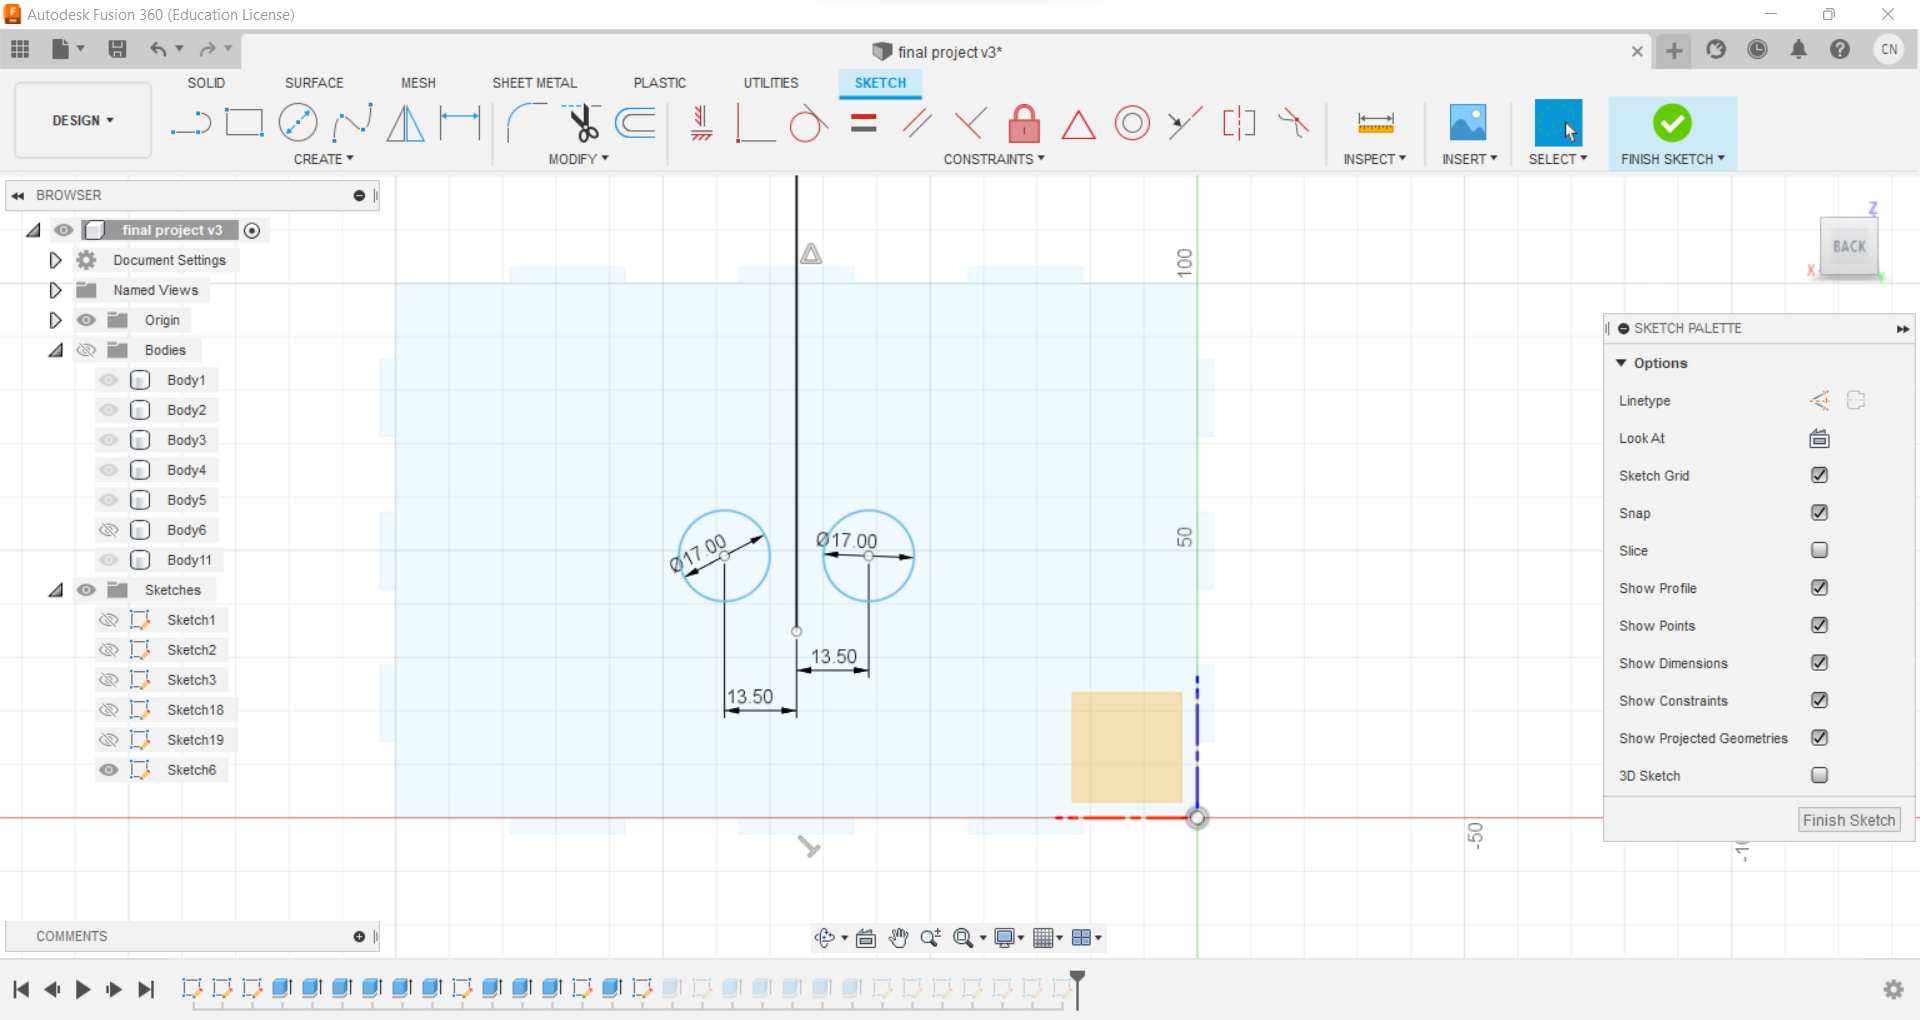 Autodesk Fusion 360 (Education License)
final project v3*
CN
SOLID
SURFACE
MESH
SHEET METAL
PLASTIC
UTILITIES
SKETCH
DESIGN
CREATE
MODIFY
CONSTRAINTS
INSPECT
INSERT
SELECT
FINISH SKETCH
BROWSER
final project v3
Document Settings
Named Views
Origin
Bodies
Body1
Body2
Body3
Body4
Body5
Body6
Body11
Sketches
Sketch1
Sketch2
Sketch3
Sketch18
Sketch19
Sketch6
100
50
Ø17.00
Ø17.00
13.50
13.50
-50
Z
BACK
X
Y
SKETCH PALETTE
Options
Linetype
Look At
Sketch Grid
Snap
Slice
Show Profile
Show Points
Show Dimensions
Show Constraints
Show Projected Geometries
3D Sketch
Finish Sketch
COMMENTS